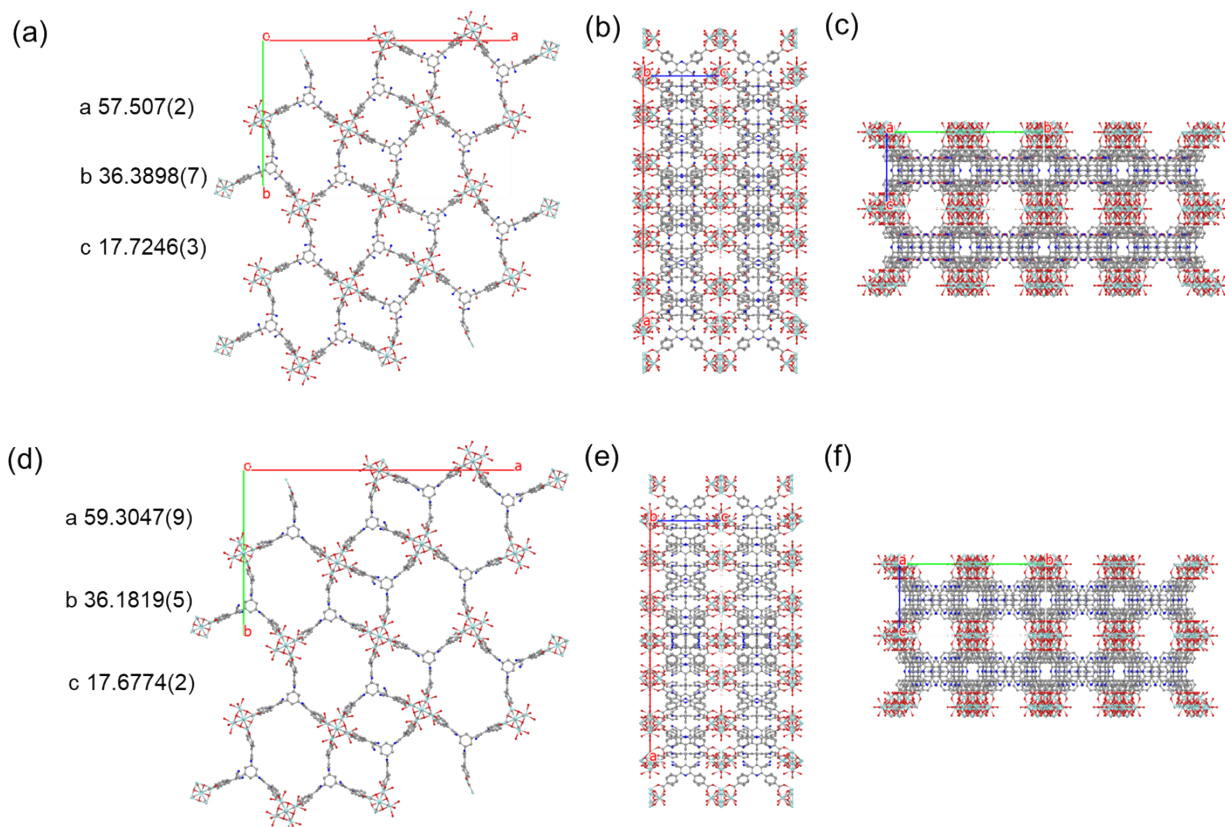 (a)
(b)
(c)
o
a
b
a 57.507(2)
b 36.3898(7)
c 17.7246(3)
b
c
a
a
b
c
(d)
(e)
(f)
o
a
b
a 59.3047(9)
b 36.1819(5)
c 17.6774(2)
b
c
a
a
b
c